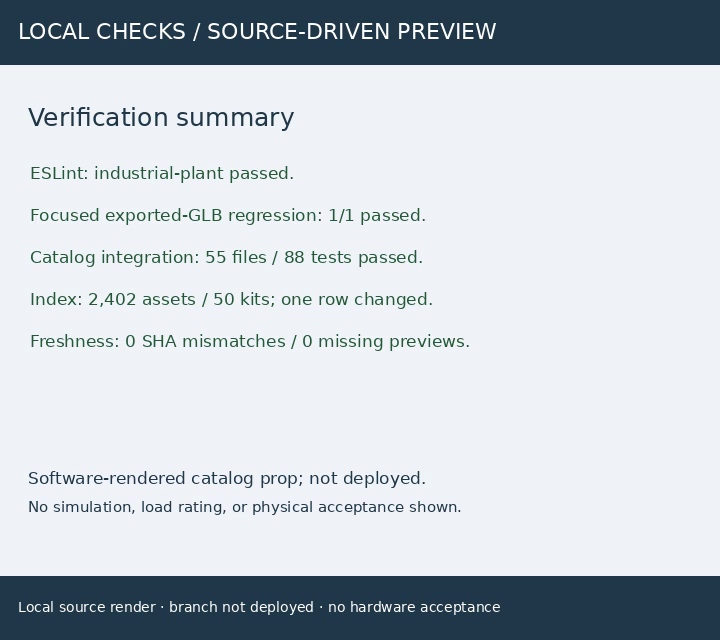 LOCAL CHECKS / SOURCE-DRIVEN PREVIEW
Verification summary
ESLint: industrial-plant passed.
Focused exported-GLB regression: 1/1 passed.
Catalog integration: 55 files / 88 tests passed.
Index: 2,402 assets / 50 kits; one row changed.
Freshness: 0 SHA mismatches / 0 missing previews.
Software-rendered catalog prop; not deployed.
No simulation, load rating, or physical acceptance shown.
Local source render · branch not deployed · no hardware acceptance